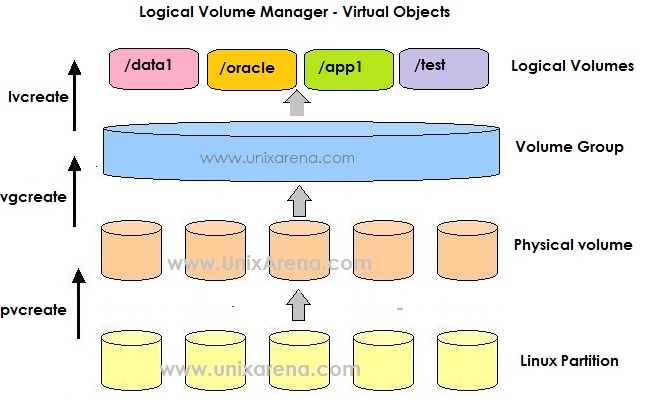 Logical Volume Manager - Virtual Objects
/data1
/oracle
/app1
/test
Logical Volumes
lvcreate
www.unixarena.com
Volume Group
vgcreate
Physical volume
www.UnixArena.com
pvcreate
Linux Partition
www.unixarena.com